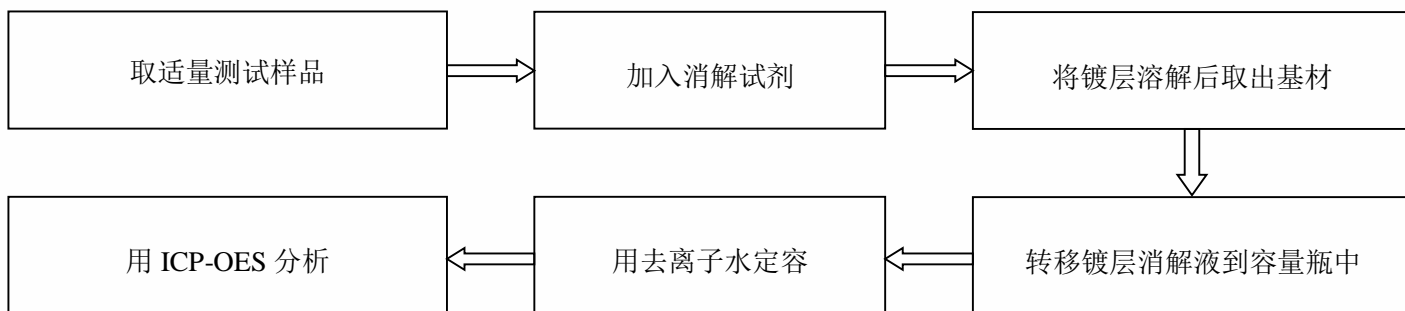 取适量测试样品
加入消解试剂
将镀层溶解后取出基材
转移镀层消解液到容量瓶中
用去离子水定容
用 ICP-OES 分析